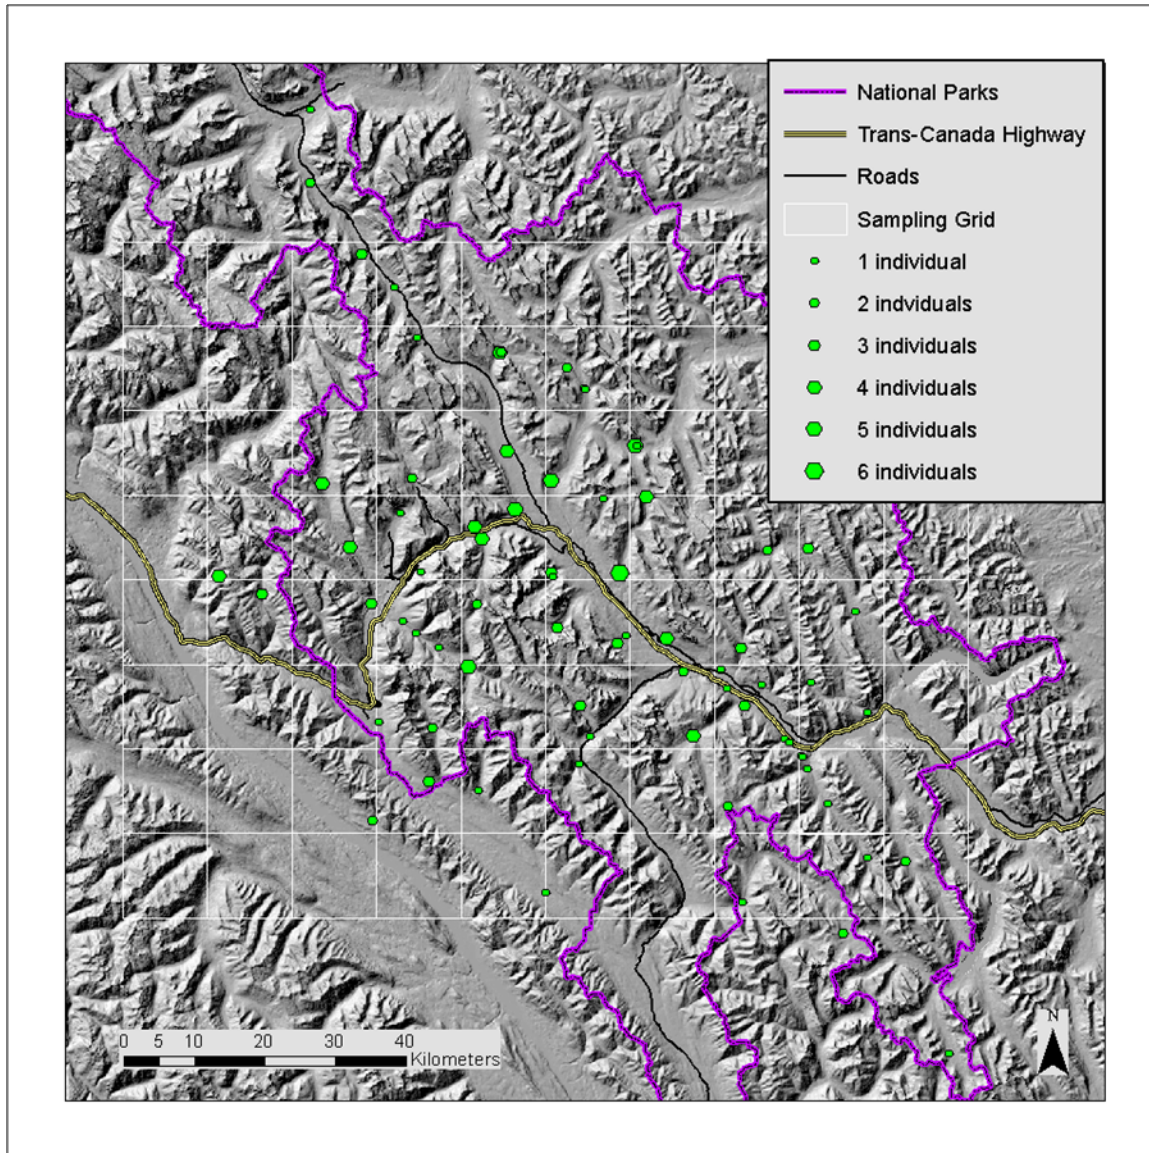 National Parks
Trans-Canada Highway
Roads
Sampling Grid
1 individual
2 indviduals
3 individuals
4 individuals
5 individuals
6 individuals
N
0 5 10 20 30 40
Kilometers